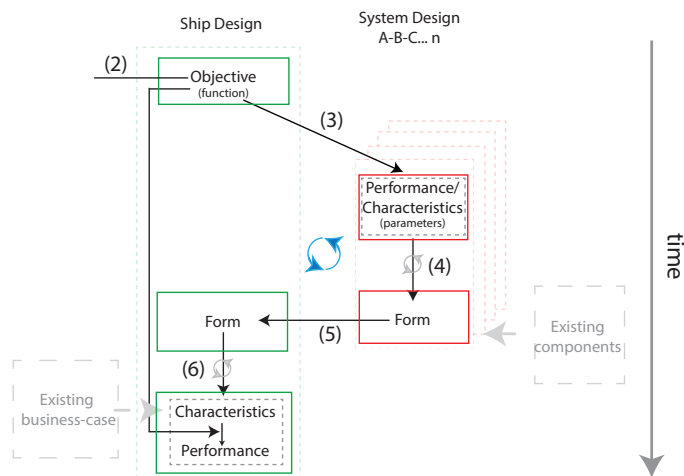 Ship Design
System Design
A-B-C... n
(2)
Objective
(function)
(3)
Performance/
Characteristics
(parameters)
(4)
time
Form
(5)
Form
Existing
components
(6)
Existing
business-case
Characteristics
Performance